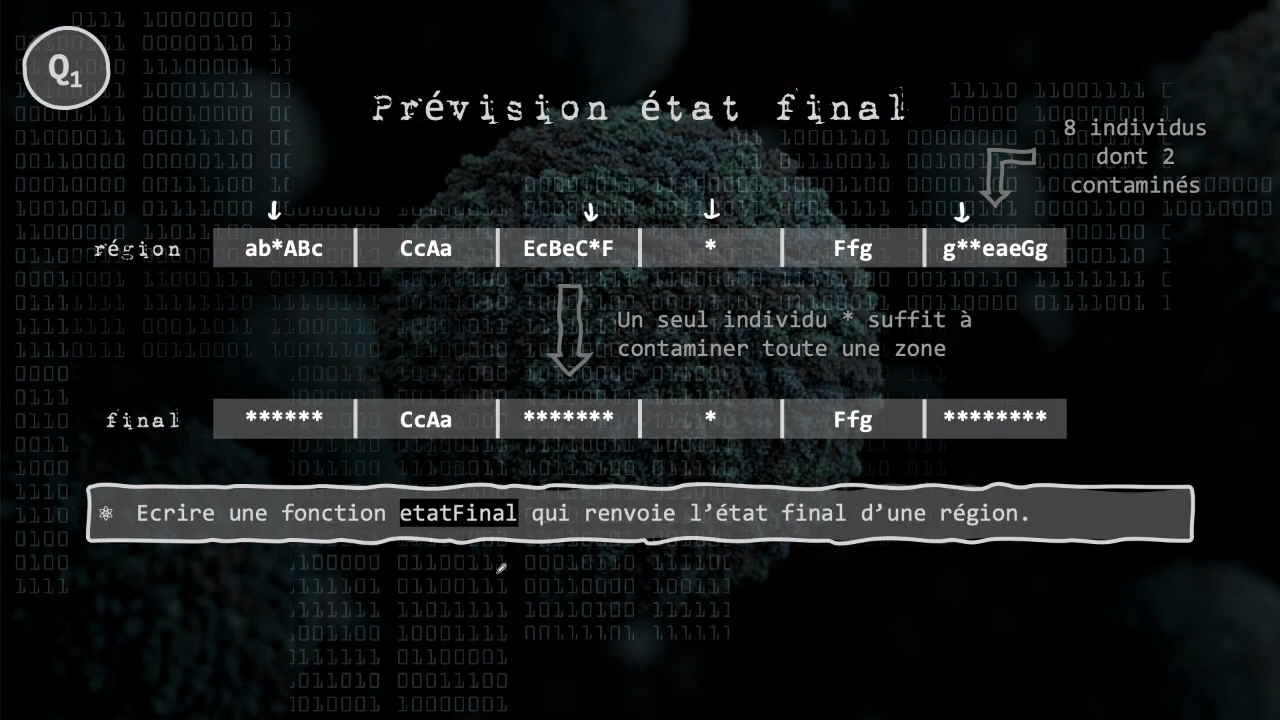 Q1
Prévision état final
8 individus
dont 2
contaminés
région ab*ABc CcAa EcBeC*F * Ffg g**eaeGg
Un seul individu * suffit à
contaminer toute une zone
final ****** CcAa ******* * Ffg ********
Ecrire une fonction etatFinal qui renvoie l’état final d’une région.